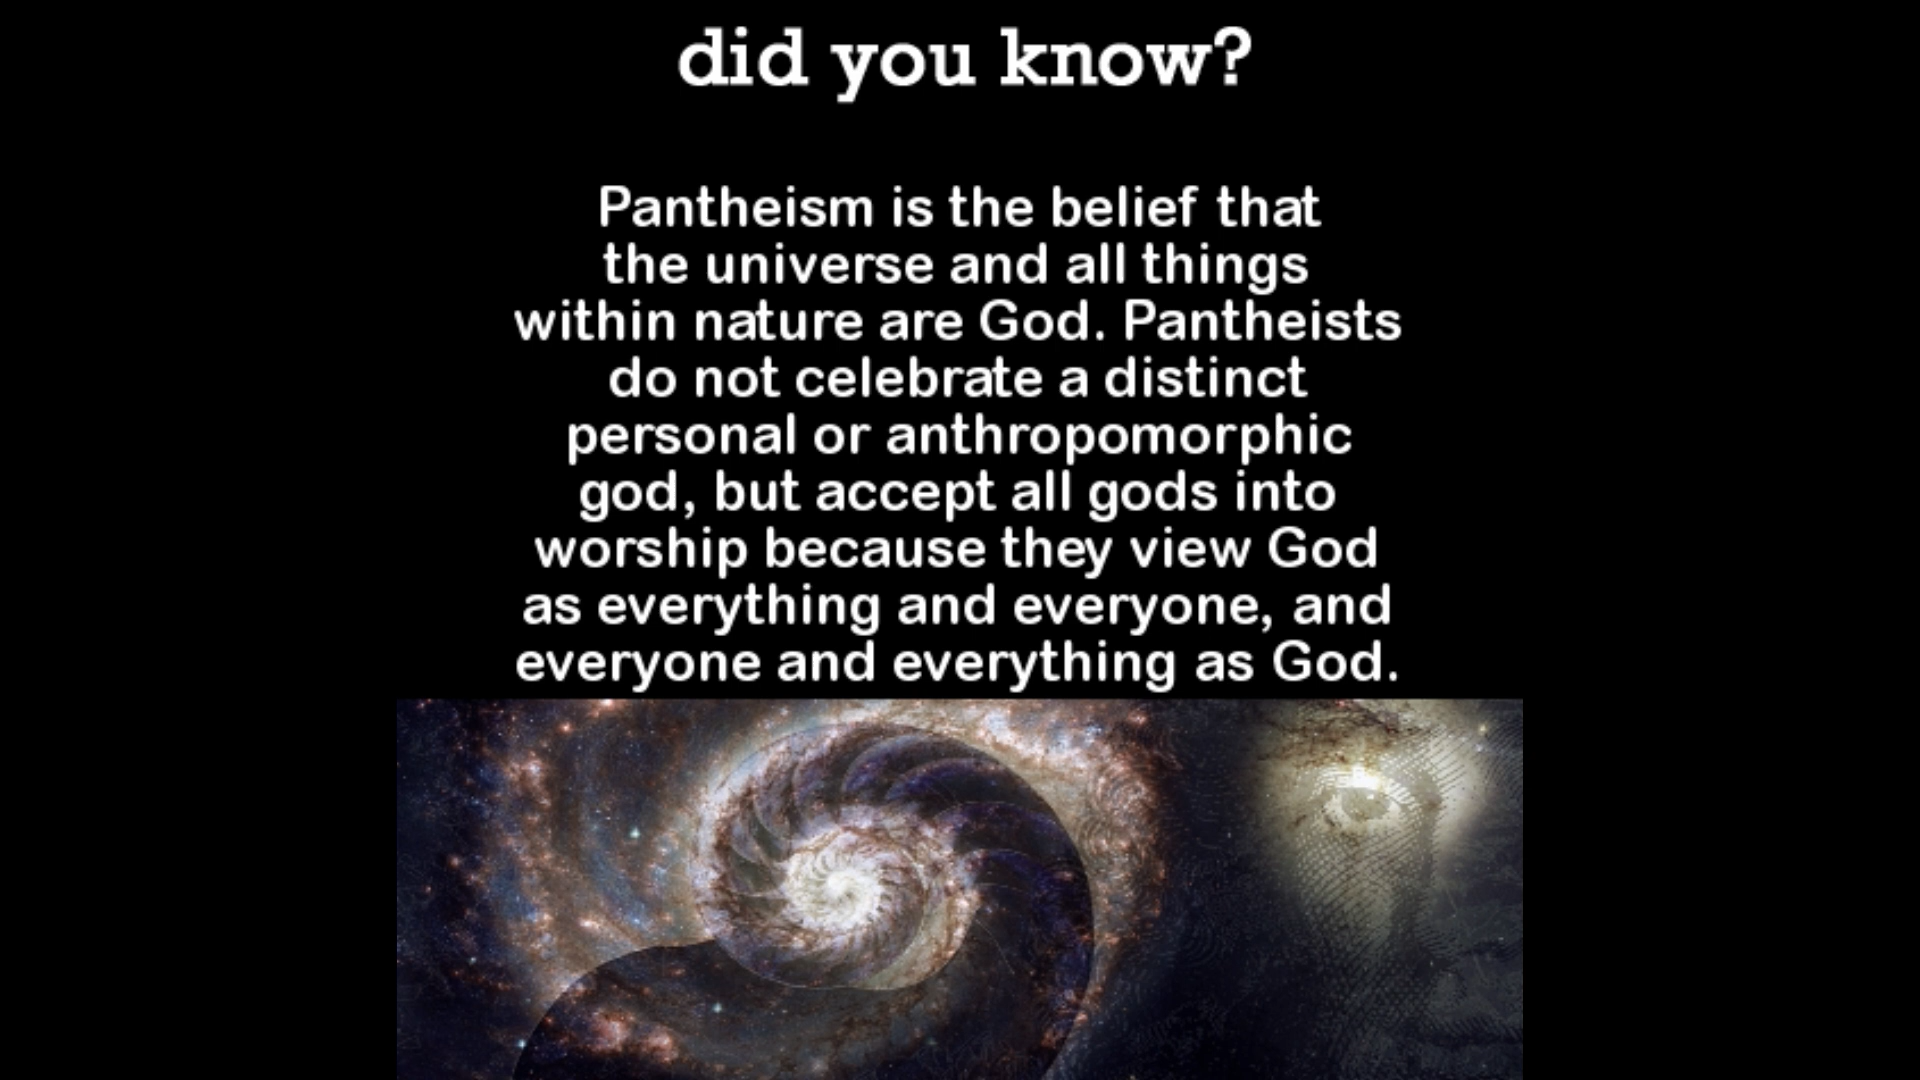 did you know?
Pantheism is the belief that
the universe and all things
within nature are God. Pantheists
do not celebrate a distinct
personal or anthropomorphic
god, but accept all gods into
worship because they view God
as everything and everyone, and
everyone and everything as God.